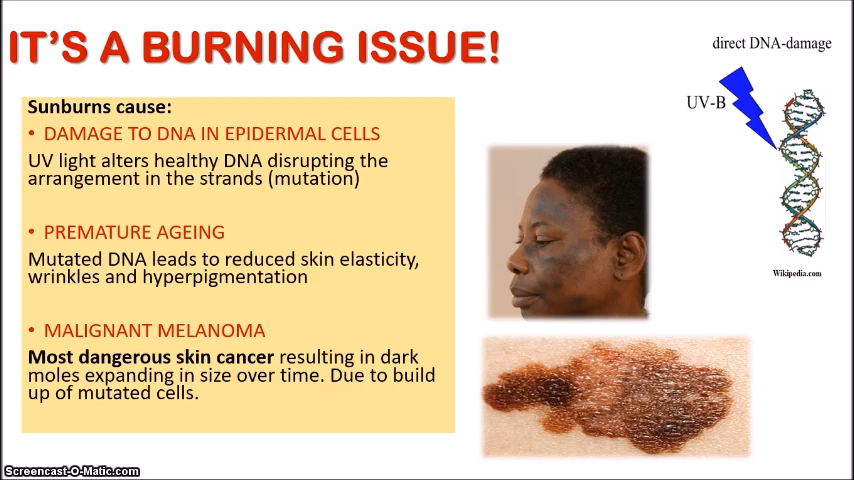 IT'S A BURNING ISSUE!
direct DNA-damage
UV-B
Sunburns cause:
• DAMAGE TO DNA IN EPIDERMAL CELLS
UV light alters healthy DNA disrupting the
arrangement in the strands (mutation)
• PREMATURE AGEING
Mutated DNA leads to reduced skin elasticity,
wrinkles and hyperpigmentation
• MALIGNANT MELANOMA
Most dangerous skin cancer resulting in dark
moles expanding in size over time. Due to build
up of mutated cells.
Wikipedia.com
Screencast-O-Matic.com